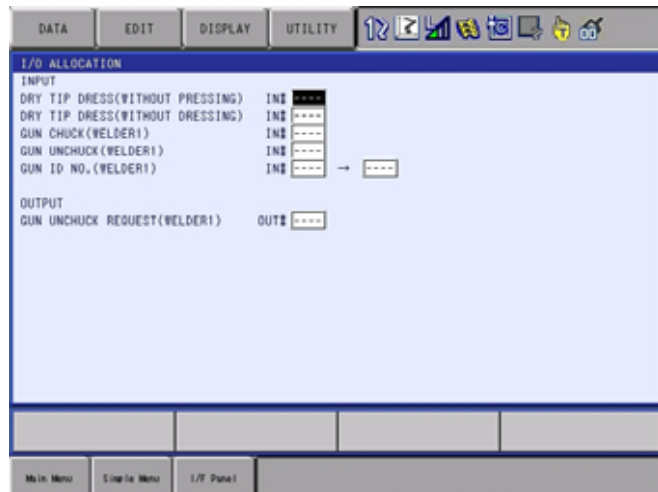 DATA EDIT DISPLAY UTILITY
I/O ALLOCATION
INPUT
DRY TIP DRESS(WITHOUT PRESSING) IN# ----
DRY TIP DRESS(WITHOUT DRESSING) IN# ----
GUN CHUCK(WELDER1) IN# ----
GUN UNCHUCK(WELDER1) IN# ----
GUN ID NO.(WELDER1) IN# ---- → ----
OUTPUT
GUN UNCHUCK REQUEST(WELDER1) OUT# ----
Main Menu Simple Menu I/F Panel